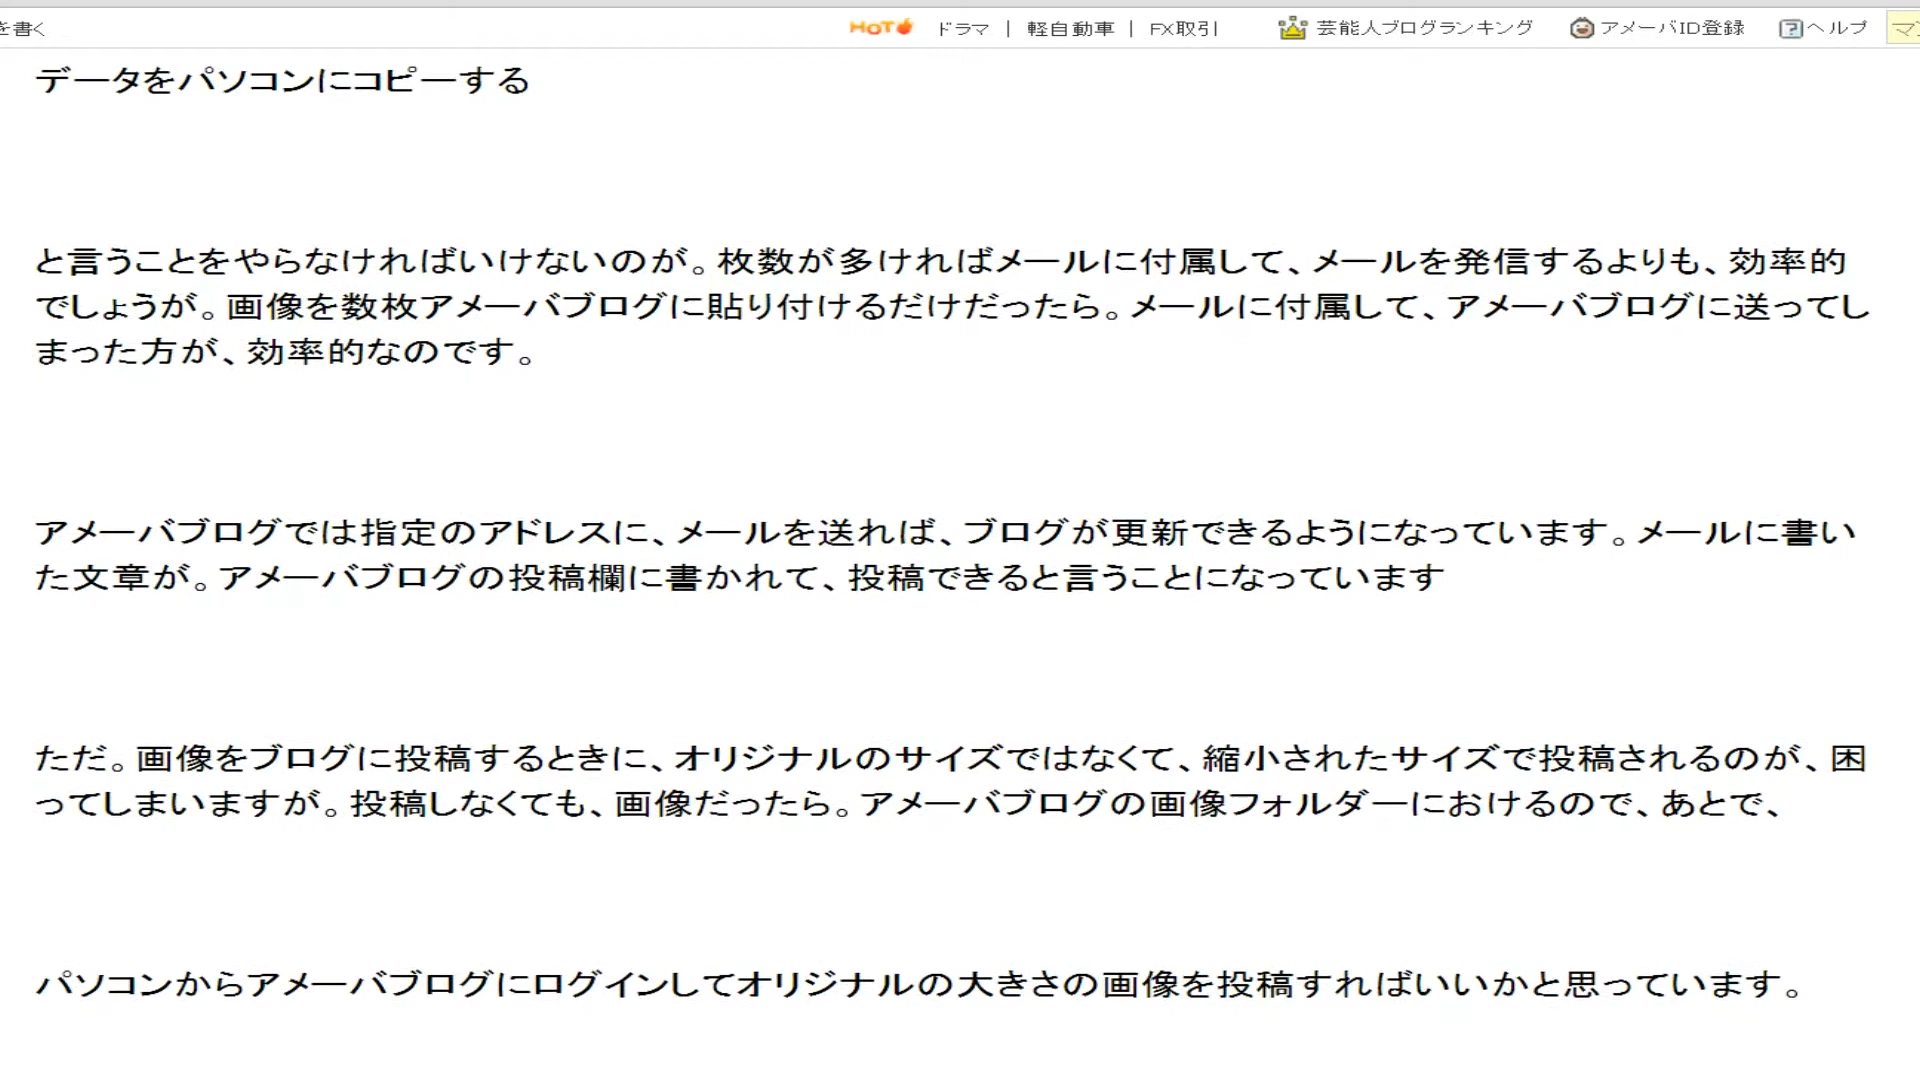 を書く HOT ドラマ | 軽自動車 | FX取引 芸能人ブログランキング アメーバID登録 ? ヘルプ マ
データをパソコンにコピーする
と言うことをやらなければいけないのが。枚数が多ければメールに付属して、メールを発信するよりも、効率的
でしょうが。画像を数枚アメーバブログに貼り付けるだけだったら。メールに付属して、アメーバブログに送ってし
まった方が、効率的なのです。
アメーバブログでは指定のアドレスに、メールを送れば、ブログが更新できるようになっています。メールに書い
た文章が。アメーバブログの投稿欄に書かれて、投稿できると言うことになっています
ただ。画像をブログに投稿するときに、オリジナルのサイズではなくて、縮小されたサイズで投稿されるのが、困
ってしまいますが。投稿しなくても、画像だったら。アメーバブログの画像フォルダーにおけるので、あとで、
パソコンからアメーバブログにログインしてオリジナルの大きさの画像を投稿すればいいかと思っています。